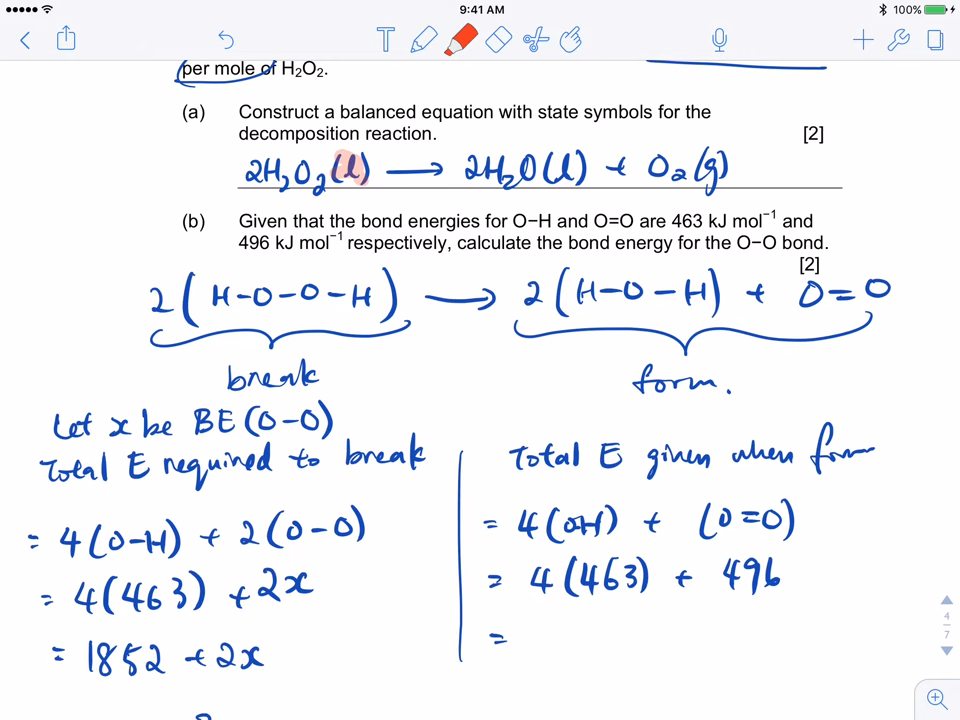 9:41 AM
100%
per mole of H₂O₂.
(a) Construct a balanced equation with state symbols for the
decomposition reaction. [2]
2H₂O₂(l) → 2H₂O(l) + O₂(g)
(b) Given that the bond energies for O−H and O=O are 463 kJ mol⁻¹ and
496 kJ mol⁻¹ respectively, calculate the bond energy for the O−O bond.
[2]
2(H-O-O-H) → 2(H-O-H) + O=O
break
form.
Let x be BE(O-O)
Total E required to break
= 4(O-H) + 2(O-O)
= 4(463) + 2x
= 1852 + 2x
Total E given when form
= 4(OH) + (O=O)
= 4(463) + 496
=
4
7